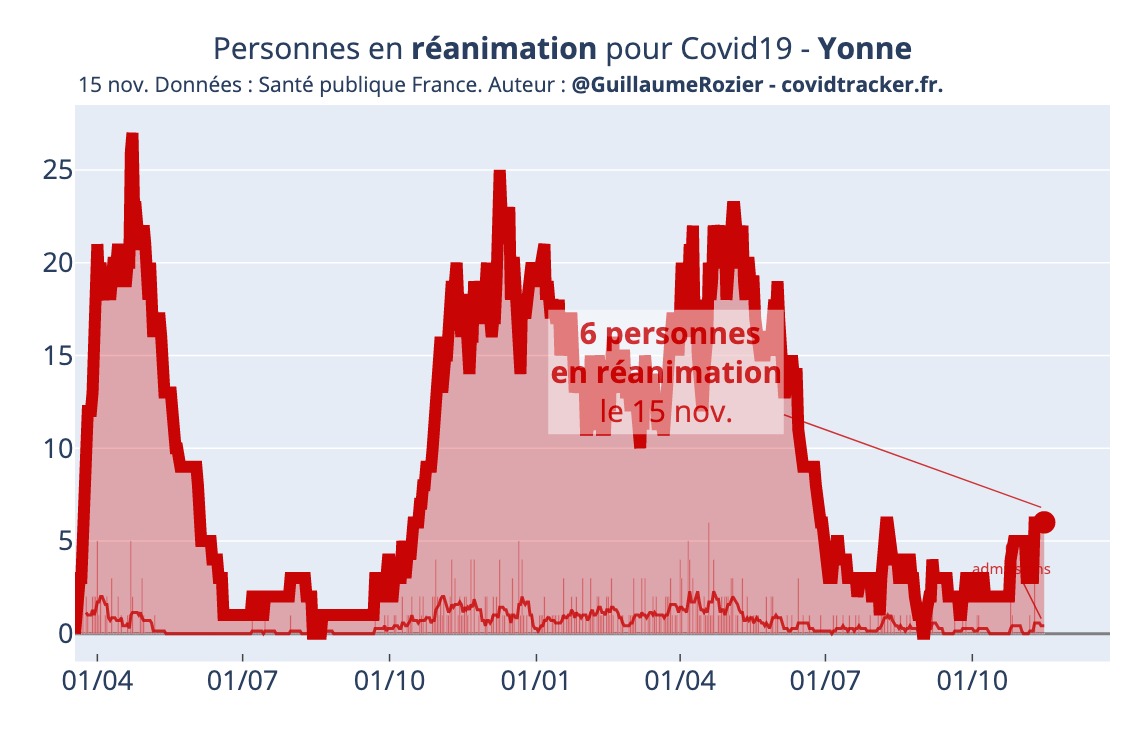 Personnes en réanimation pour Covid19 - Yonne
15 nov. Données : Santé publique France. Auteur : @GuillaumeRozier - covidtracker.fr.
25
20
15
10
5
0
6 personnes
en réanimation
le 15 nov.
admissions
01/04
01/07
01/10
01/01
01/04
01/07
01/10